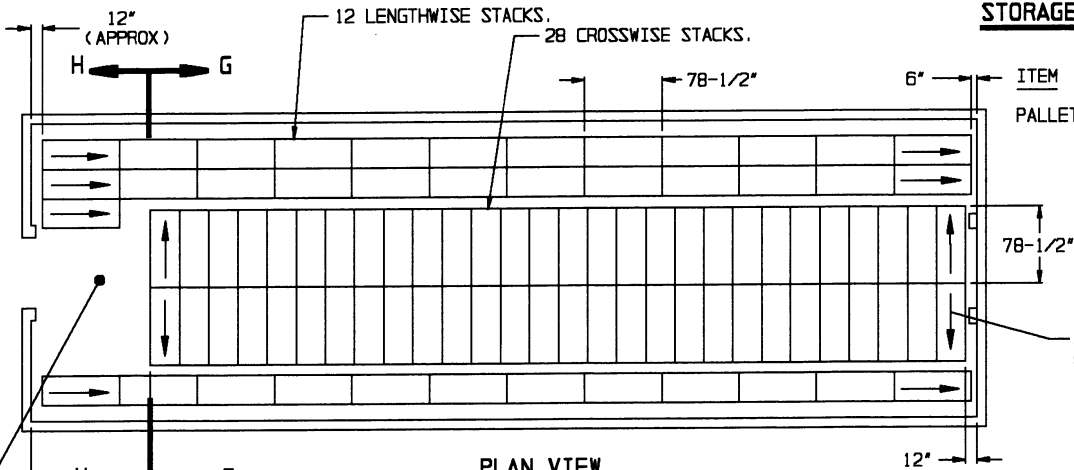 STORAGE
12"
(APPROX)
12 LENGTHWISE STACKS.
28 CROSSWISE STACKS.
H G
78-1/2"
6"
ITEM
PALLET
78-1/2"
PLAN VIEW
12"